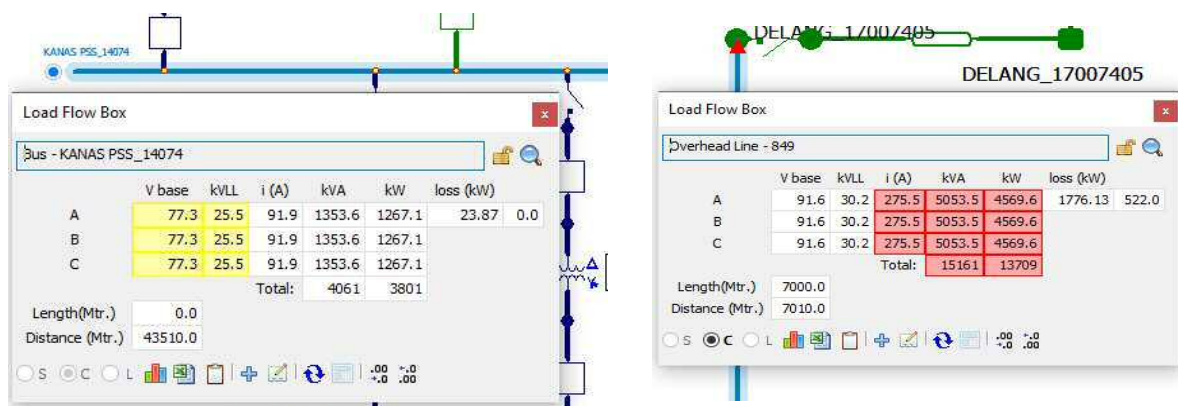 KANAS PSS_14074
Load Flow Box
x
Bus - KANAS PSS_14074
V base kVLL i (A) kVA kW loss (kW)
A 77.3 25.5 91.9 1353.6 1267.1 23.87 0.0
B 77.3 25.5 91.9 1353.6 1267.1
C 77.3 25.5 91.9 1353.6 1267.1
Total: 4061 3801
Length(Mtr.) 0.0
Distance (Mtr.) 43510.0
S C L
DELANG_17007405
DELANG_17007405
Load Flow Box
x
Overhead Line - 849
V base kVLL i (A) kVA kW loss (kW)
A 91.6 30.2 275.5 5053.5 4569.6 1776.13 522.0
B 91.6 30.2 275.5 5053.5 4569.6
C 91.6 30.2 275.5 5053.5 4569.6
Total: 15161 13709
Length(Mtr.) 7000.0
Distance (Mtr.) 7010.0
S C L